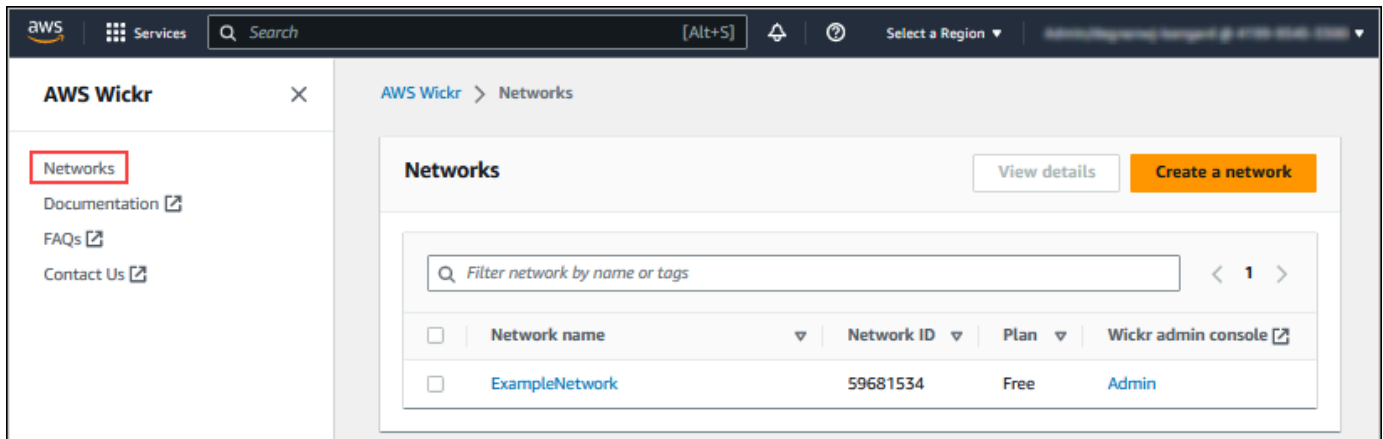 aws Services Search [Alt+S] Select a Region
AWS Wickr
AWS Wickr > Networks
Networks
Documentation
FAQs
Contact Us
Networks View details Create a network
Filter network by name or tags < 1 >
Network name Network ID Plan Wickr admin console
ExampleNetwork 59681534 Free Admin